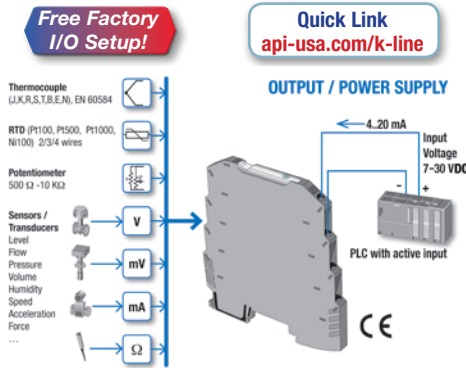 Free Factory
I/O Setup!
Quick Link
api-usa.com/k-line
OUTPUT / POWER SUPPLY
Thermocouple
(J,K,R,S,T,B,E,N), EN 60584
RTD (Pt100, Pt500, Pt1000,
Ni100) 2/3/4 wires
Potentiometer
500 Ω -10 KΩ
Sensors /
Transducers
Level
Flow
Pressure
Volume
Humidity
Speed
Acceleration
Force
...
V
mV
mA
Ω
4..20 mA
Input
Voltage
7-30 VDC
- +
PLC with active input
CE